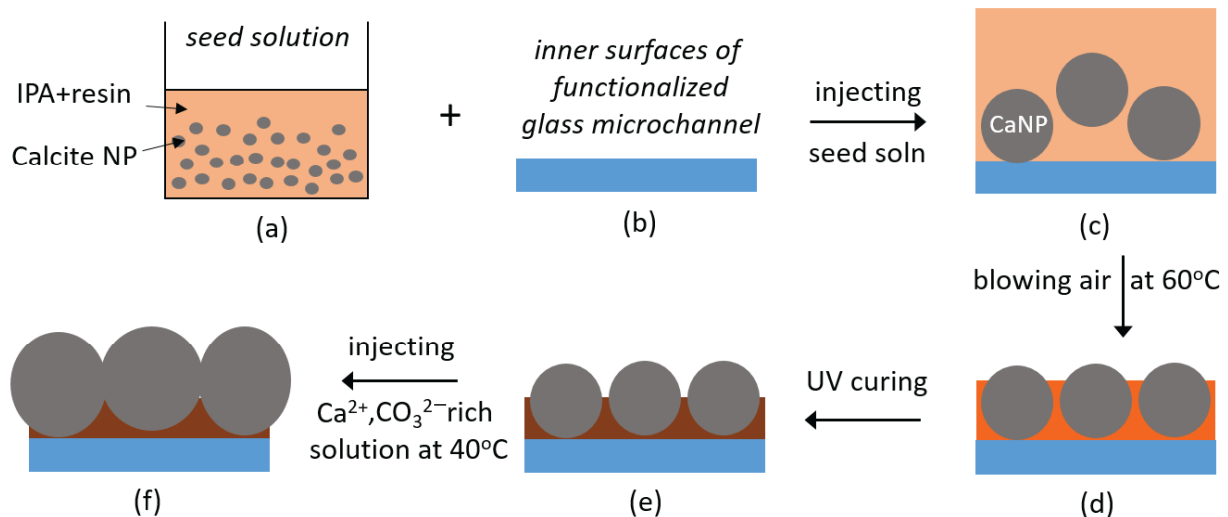 seed solution
IPA+resin
Calcite NP
(a)
+
inner surfaces of
functionalized
glass microchannel
(b)
injecting
seed soln
CaNP
(c)
blowing air at 60°C
(d)
UV curing
(e)
injecting
Ca²⁺,CO₃²⁻rich
solution at 40°C
(f)